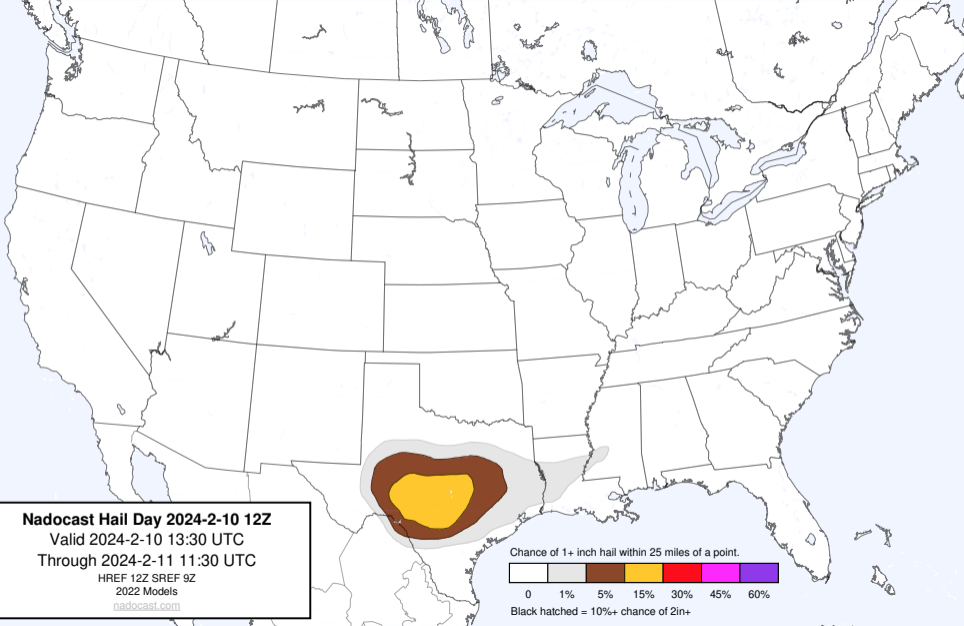 Nadocast Hail Day 2024-2-10 12Z
Valid 2024-2-10 13:30 UTC
Through 2024-2-11 11:30 UTC
HREF 12Z SREF 9Z
2022 Models
nadocast.com
Chance of 1+ inch hail within 25 miles of a point.
0 1% 5% 15% 30% 45% 60%
Black hatched = 10%+ chance of 2in+